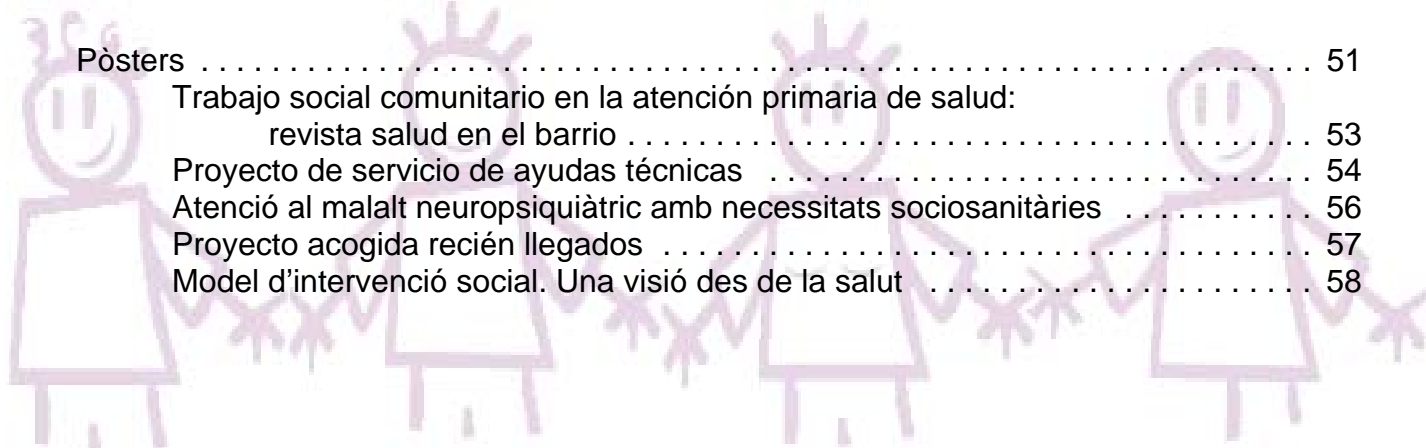 Pòsters . . . . . . . . . . . . . . . . . . . . . . . . . . . . . . . . . . . . . . . . . . . . . . . . . . . . . . . . . . . . . . . . . . . 51
Trabajo social comunitario en la atención primaria de salud:
revista salud en el barrio . . . . . . . . . . . . . . . . . . . . . . . . . . . . . . . . . . . . . . . . . . 53
Proyecto de servicio de ayudas técnicas . . . . . . . . . . . . . . . . . . . . . . . . . . . . . . . . . 54
Atenció al malalt neuropsiquiàtric amb necessitats sociosanitàries . . . . . . . . . . . 56
Proyecto acogida recién llegados . . . . . . . . . . . . . . . . . . . . . . . . . . . . . . . . . . . . . . . 57
Model d’intervenció social. Una visió des de la salut . . . . . . . . . . . . . . . . . . . . . . 58